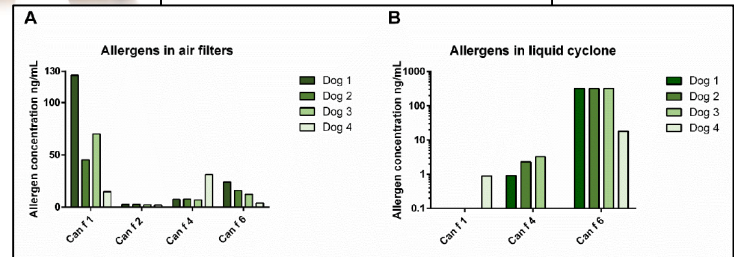 A
Allergens in air filters
Allergen concentration ng/mL
130
100
50
0
Can f 1
Can f 2
Can f 4
Can f 6
Dog 1
Dog 2
Dog 3
Dog 4
B
Allergens in liquid cyclone
Allergen concentration ng/mL
1000
100
10
1
0.1
Can f 1
Can f 4
Can f 6
Dog 1
Dog 2
Dog 3
Dog 4